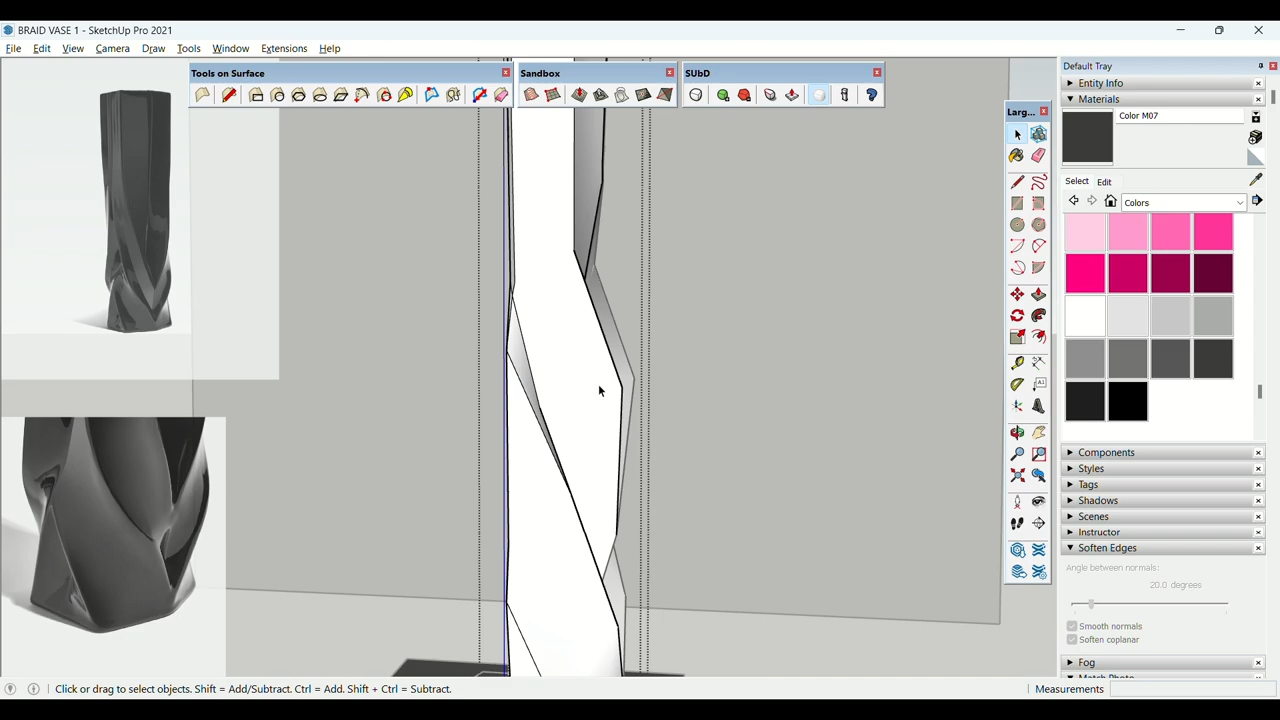 BRAID VASE 1 - SketchUp Pro 2021
File Edit View Camera Draw Tools Window Extensions Help
Tools on Surface
Sandbox
SUbD
Larg...
Default Tray
Entity Info
Materials
Color M07
Select Edit
Colors
Components
Styles
Tags
Shadows
Scenes
Instructor
Soften Edges
Angle between normals:
20.0 degrees
Smooth normals
Soften coplanar
Fog
Match Photo
Click or drag to select objects. Shift = Add/Subtract. Ctrl = Add. Shift + Ctrl = Subtract.
Measurements